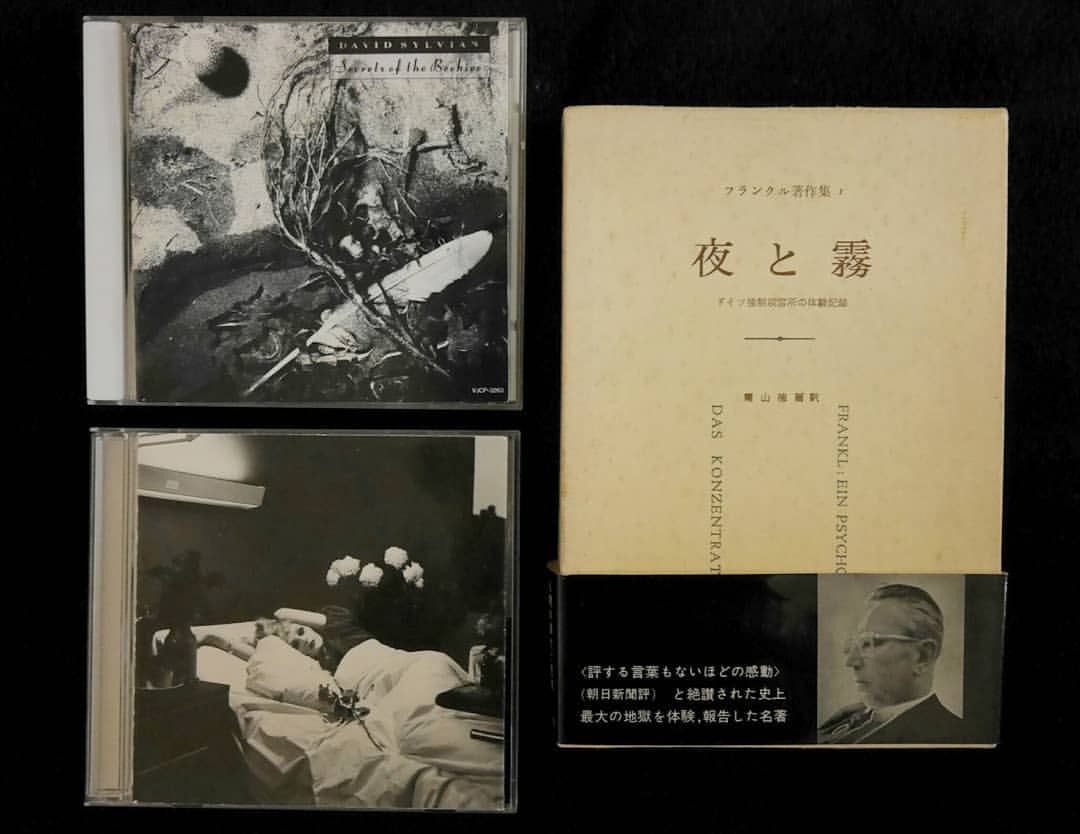 DAVID SYLVIAN
Secrets of the Beehive
VJCP-3263
フランクル著作集 1
夜と霧
ドイツ強制収容所の体験記録
霜山徳爾訳
FRANKL: EIN PSYCHO
DAS KONZENTRAT
〈評する言葉もないほどの感動〉
(朝日新聞評) と絶讃された史上
最大の地獄を体験,報告した名著